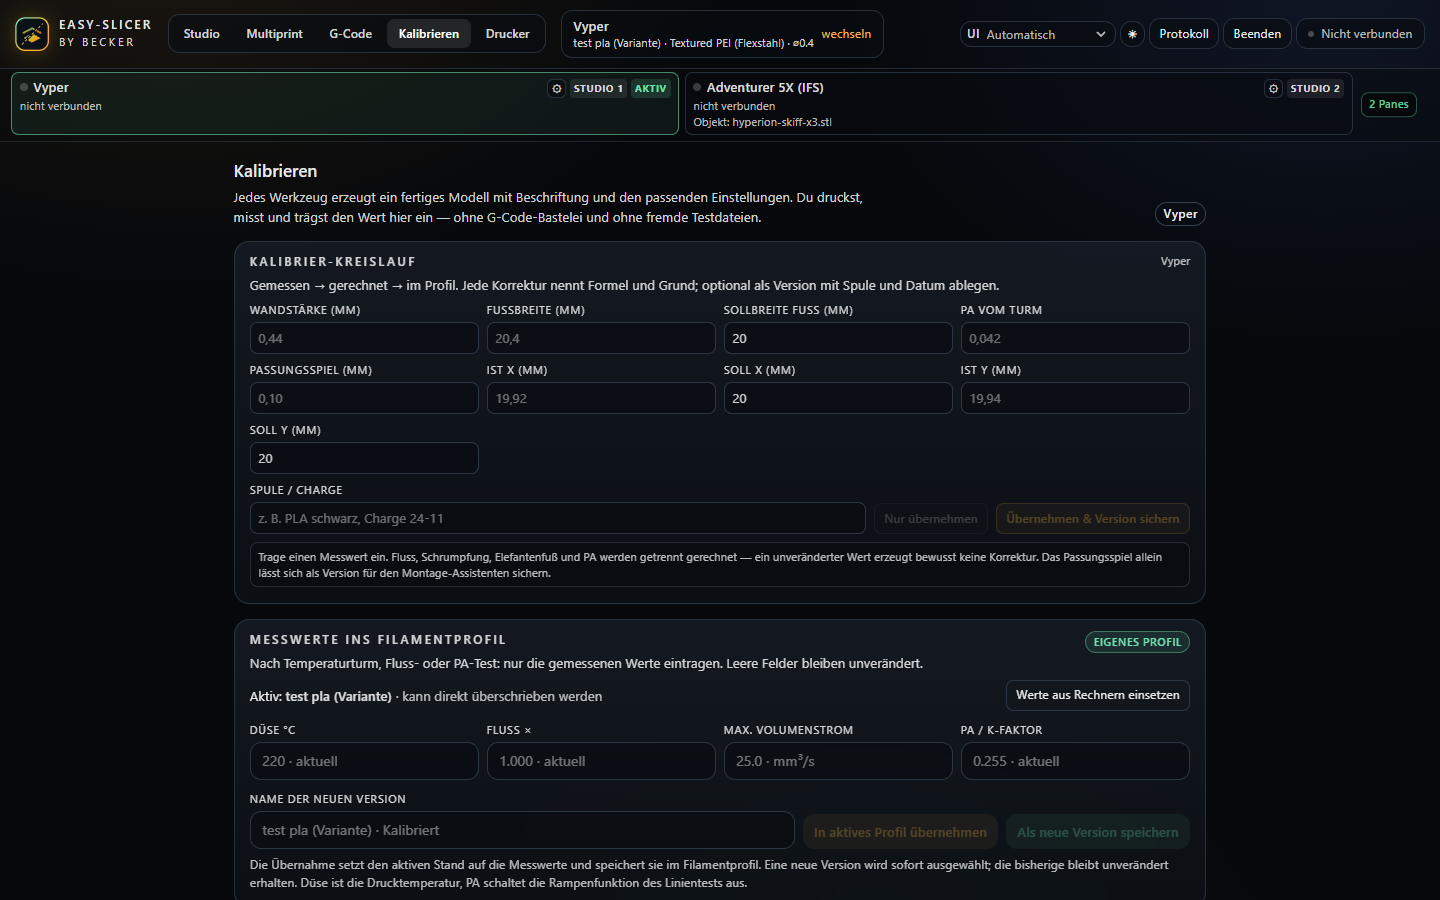 EASY-SLICER
BY BECKER
Studio
Multiprint
G-Code
Kalibrieren
Drucker
Vyper
test pla (Variante) · Textured PEI (Flexstahl) · ⌀0.4
wechseln
UI Automatisch
Protokoll
Beenden
Nicht verbunden
Vyper
STUDIO 1
AKTIV
nicht verbunden
Adventurer 5X (IFS)
STUDIO 2
nicht verbunden
Objekt: hyperion-skiff-x3.stl
2 Panes
Kalibrieren
Jedes Werkzeug erzeugt ein fertiges Modell mit Beschriftung und den passenden Einstellungen. Du druckst,
misst und trägst den Wert hier ein — ohne G-Code-Bastelei und ohne fremde Testdateien.
Vyper
KALIBRIER-KREISLAUF
Vyper
Gemessen → gerechnet → im Profil. Jede Korrektur nennt Formel und Grund; optional als Version mit Spule und Datum ablegen.
WANDSTÄRKE (MM)
FUSSBREITE (MM)
SOLLBREITE FUSS (MM)
PA VOM TURM
0,44
20,4
20
0,042
PASSUNGSSPIEL (MM)
IST X (MM)
SOLL X (MM)
IST Y (MM)
0,10
19,92
20
19,94
SOLL Y (MM)
20
SPULE / CHARGE
z. B. PLA schwarz, Charge 24-11
Nur übernehmen
Übernehmen & Version sichern
Trage einen Messwert ein. Fluss, Schrumpfung, Elefantenfuß und PA werden getrennt gerechnet — ein unveränderter Wert erzeugt bewusst keine Korrektur. Das Passungsspiel allein
lässt sich als Version für den Montage-Assistenten sichern.
MESSWERTE INS FILAMENTPROFIL
EIGENES PROFIL
Nach Temperaturturm, Fluss- oder PA-Test: nur die gemessenen Werte eintragen. Leere Felder bleiben unverändert.
Aktiv: test pla (Variante) · kann direkt überschrieben werden
Werte aus Rechnern einsetzen
DÜSE °C
FLUSS ×
MAX. VOLUMENSTROM
PA / K-FAKTOR
220 · aktuell
1.000 · aktuell
25.0 · mm³/s
0.255 · aktuell
NAME DER NEUEN VERSION
test pla (Variante) · Kalibriert
In aktives Profil übernehmen
Als neue Version speichern
Die Übernahme setzt den aktiven Stand auf die Messwerte und speichert sie im Filamentprofil. Eine neue Version wird sofort ausgewählt; die bisherige bleibt unverändert
erhalten. Düse ist die Drucktemperatur, PA schaltet die Rampenfunktion des Linientests aus.